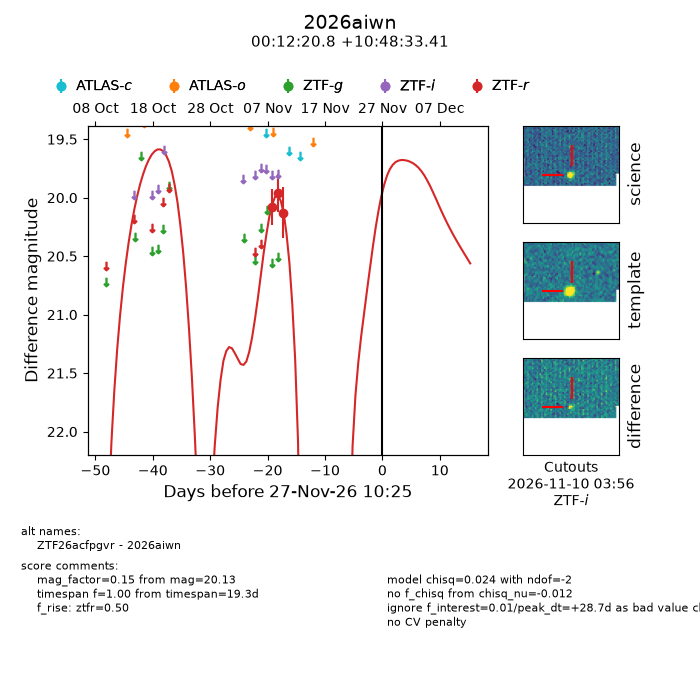 2026aiwn
00:12:20.8 +10:48:33.41
ATLAS-c
ATLAS-o
ZTF-g
ZTF-i
ZTF-r
08 Oct
18 Oct
28 Oct
07 Nov
17 Nov
27 Nov
07 Dec
19.5
20.0
20.5
21.0
21.5
22.0
Difference magnitude
−50
−40
−30
−20
−10
0
10
Days before 27-Nov-26 10:25
science
template
difference
Cutouts
2026-11-10 03:56
ZTF-i
alt names:
ZTF26acfpgvr - 2026aiwn
score comments:
mag_factor=0.15 from mag=20.13
timespan f=1.00 from timespan=19.3d
f_rise: ztfr=0.50
model chisq=0.024 with ndof=-2
no f_chisq from chisq_nu=-0.012
ignore f_interest=0.01/peak_dt=+28.7d as bad value
no CV penalty